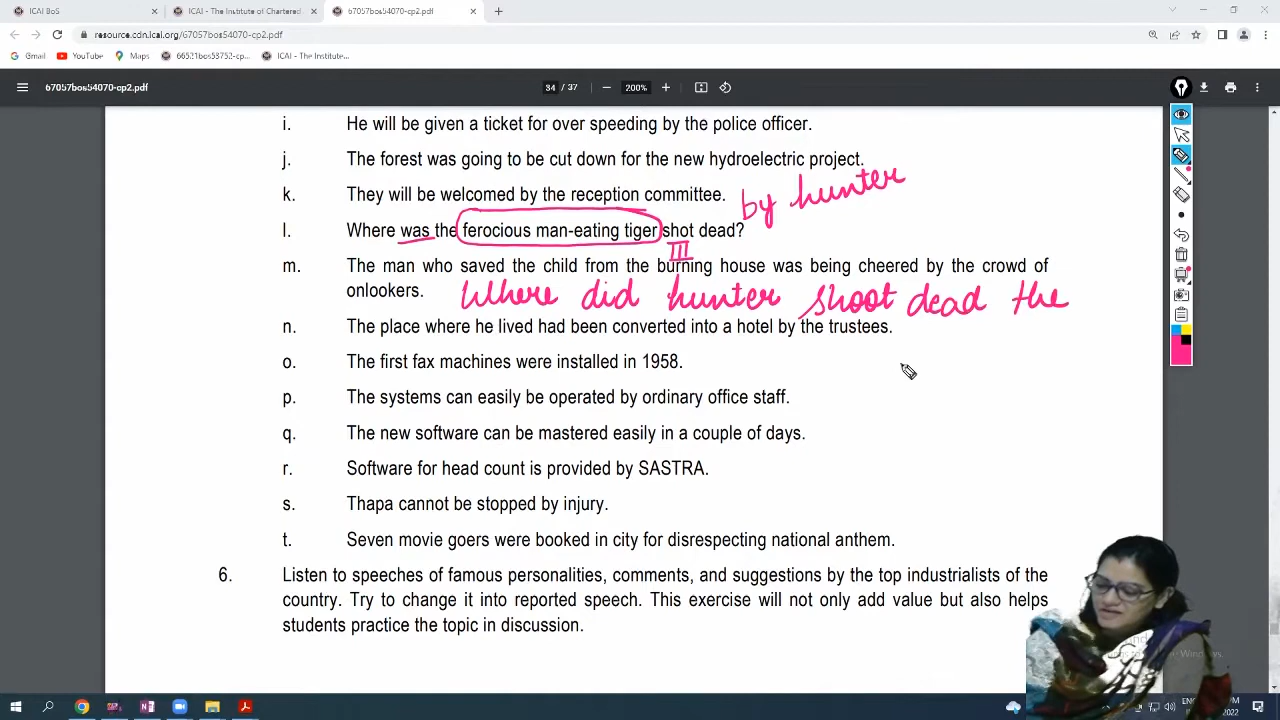 ICAI BoS
ICAI - The Institute of Chartered
67057bos54070-cp2.pdf
resource.cdn.icai.org/67057bos54070-cp2.pdf
Gmail YouTube Maps 66521bos53752-cp... ICAI - The Institute...
67057bos54070-cp2.pdf 34 / 37 200%
i. He will be given a ticket for over speeding by the police officer.
j. The forest was going to be cut down for the new hydroelectric project.
k. They will be welcomed by the reception committee.
by hunter
l. Where was the ferocious man-eating tiger shot dead?
III
m. The man who saved the child from the burning house was being cheered by the crowd of
onlookers.
Where did hunter shoot dead the
n. The place where he lived had been converted into a hotel by the trustees.
o. The first fax machines were installed in 1958.
p. The systems can easily be operated by ordinary office staff.
q. The new software can be mastered easily in a couple of days.
r. Software for head count is provided by SASTRA.
s. Thapa cannot be stopped by injury.
t. Seven movie goers were booked in city for disrespecting national anthem.
6. Listen to speeches of famous personalities, comments, and suggestions by the top industrialists of the
country. Try to change it into reported speech. This exercise will not only add value but also helps
students practice the topic in discussion.
ENG
2022